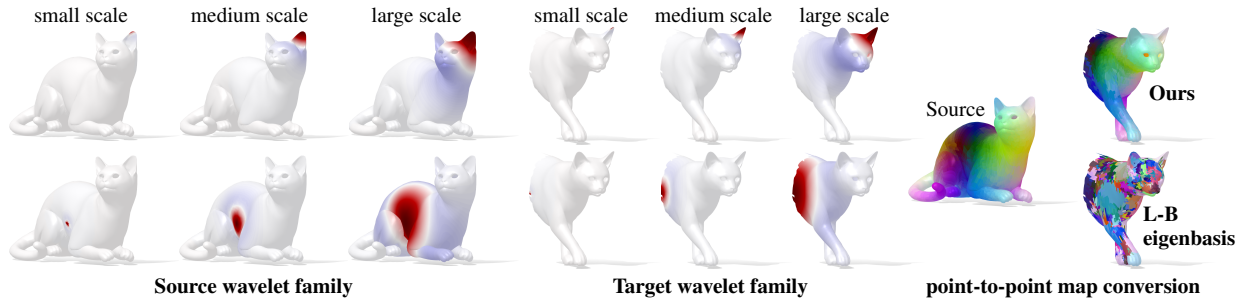 small scale medium scale large scale small scale medium scale large scale
Source
Ours
L-B
eigenbasis
Source wavelet family Target wavelet family point-to-point map conversion